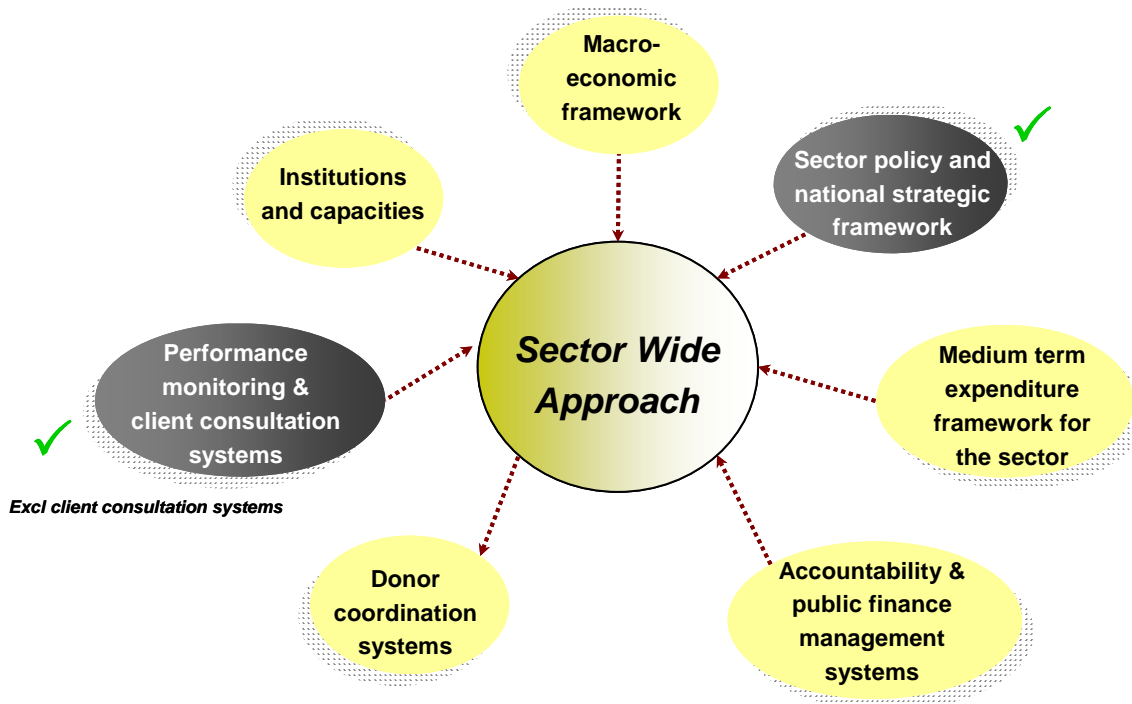 Macro-
economic
framework
Sector policy and
national strategic
framework
Institutions
and capacities
Sector Wide
Approach
Medium term
expenditure
framework for
the sector
Performance
monitoring &
client consultation
systems
Excl client consultation systems
Donor
coordination
systems
Accountability &
public finance
management
systems